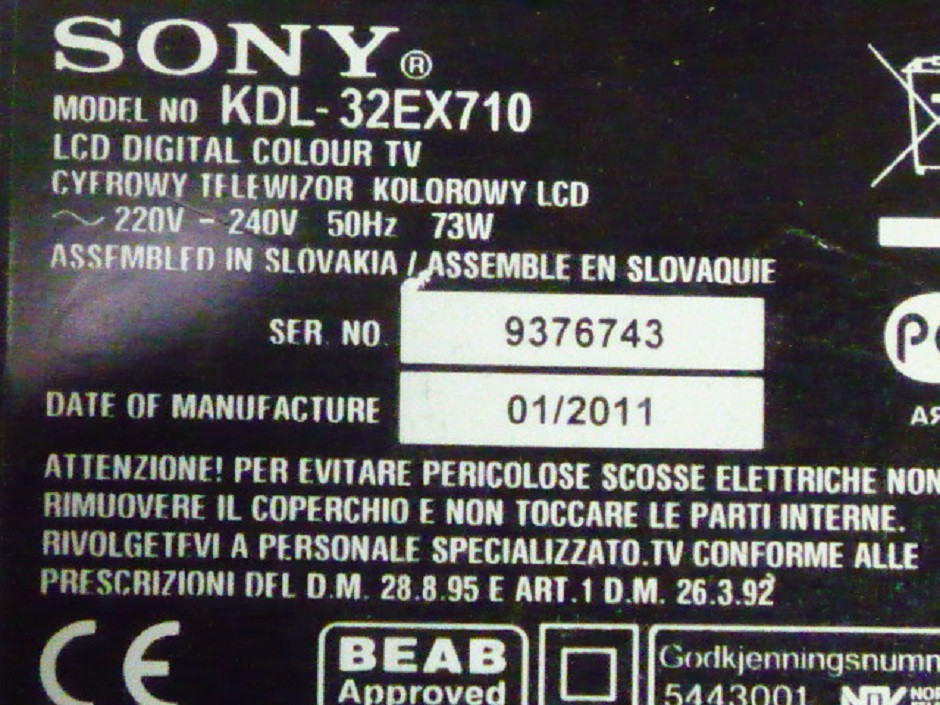 SONY®
MODEL NO KDL-32EX710
LCD DIGITAL COLOUR TV
CYFROWY TELEWIZOR KOLOROWY LCD
~ 220V - 240V 50Hz 73W
ASSEMBLED IN SLOVAKIA / ASSEMBLE EN SLOVAQUIE
SER. NO. 9376743
DATE OF MANUFACTURE 01/2011
ATTENZIONE! PER EVITARE PERICOLOSE SCOSSE ELETTRICHE NON
RIMUOVERE IL COPERCHIO E NON TOCCARE LE PARTI INTERNE.
RIVOLGETEVI A PERSONALE SPECIALIZZATO.TV CONFORME ALLE
PRESCRIZIONI DEL D.M. 28.8.95 E ART.1 D.M. 26.3.92
CE
BEAB
Approved
Godkjenningsnumm
5443001